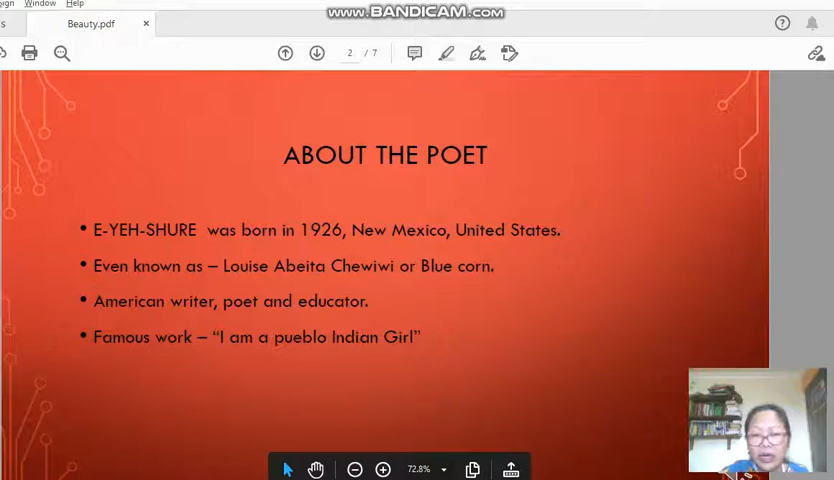 Window Help
www.BANDICAM.com
Beauty.pdf
2 / 7
ABOUT THE POET
• E-YEH-SHURE was born in 1926, New Mexico, United States.
• Even known as – Louise Abeita Chewiwi or Blue corn.
• American writer, poet and educator.
• Famous work – “I am a pueblo Indian Girl”
72.8%